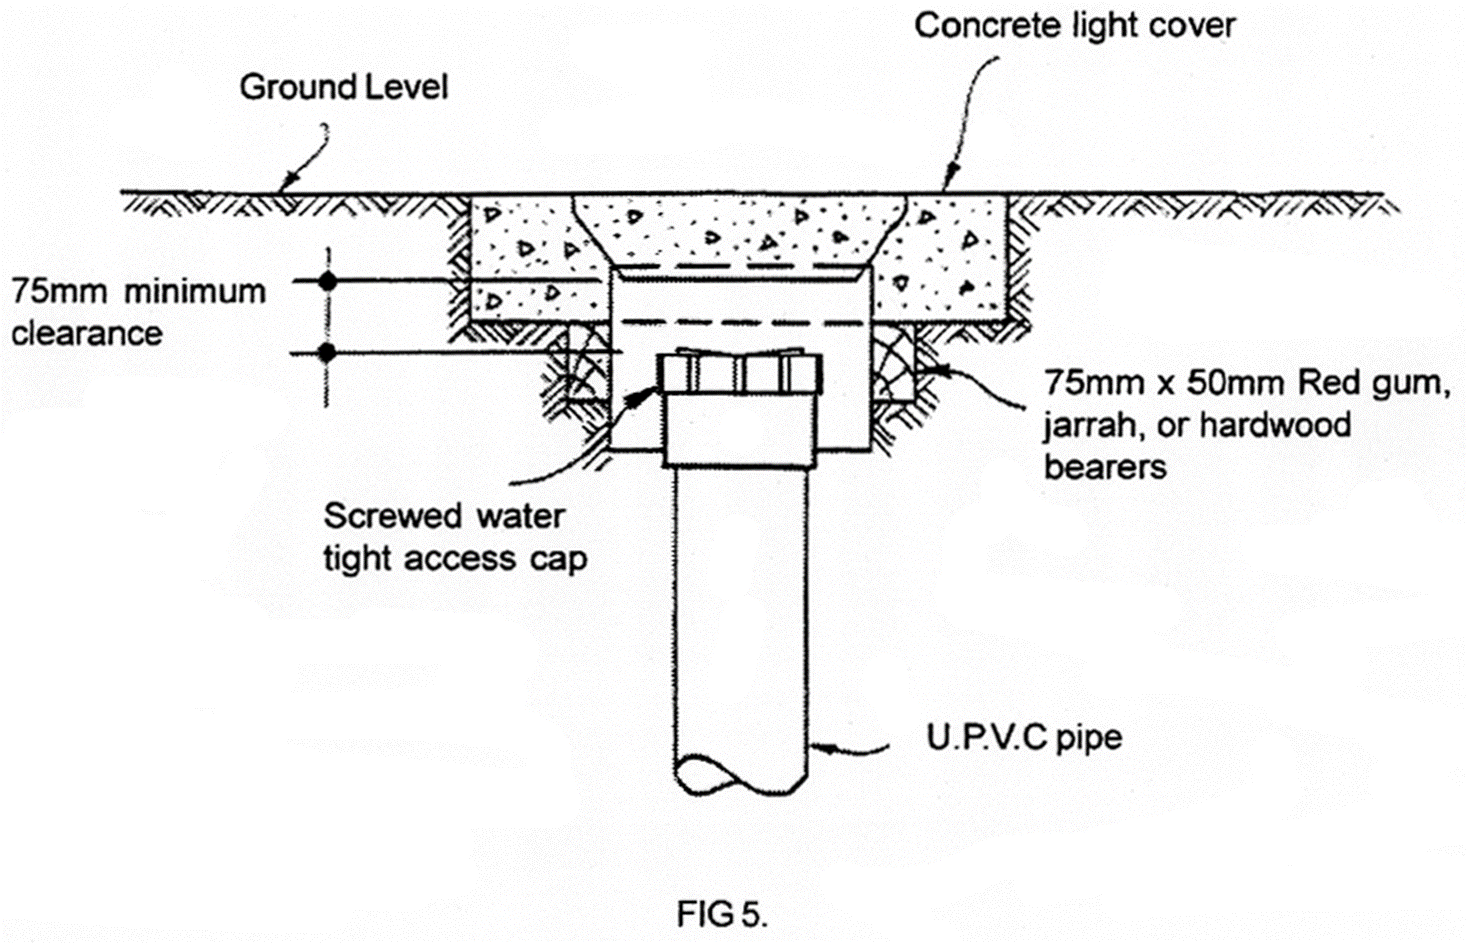 Concrete light cover
Ground Level
75mm minimum
clearance
75mm x 50mm Red gum,
jarrah, or hardwood
bearers
Screwed water
tight access cap
U.P.V.C pipe
FIG 5.